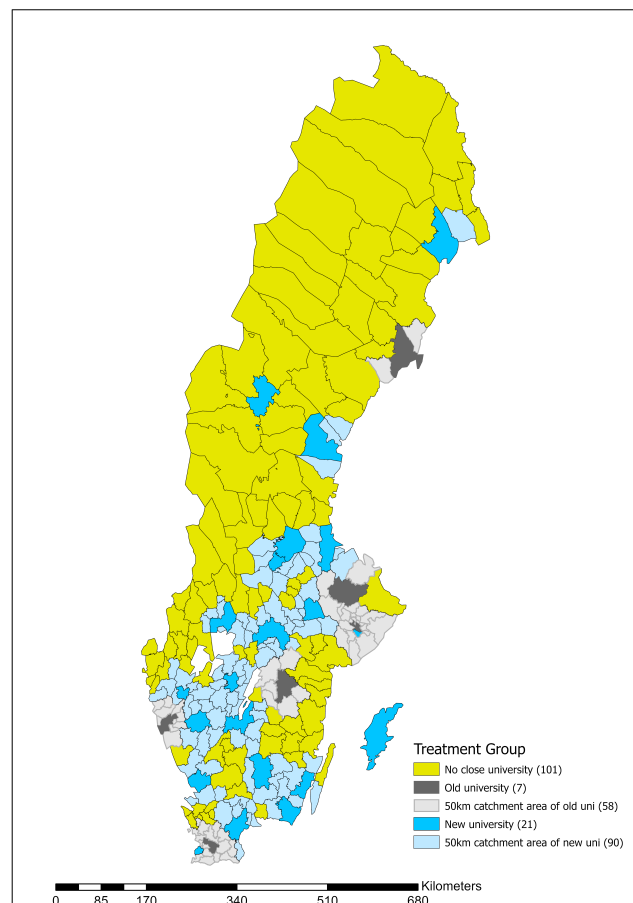 Treatment Group
No close university (101)
Old university (7)
50km catchment area of old uni (58)
New university (21)
50km catchment area of new uni (90)
Kilometers
0 85 170 340 510 680